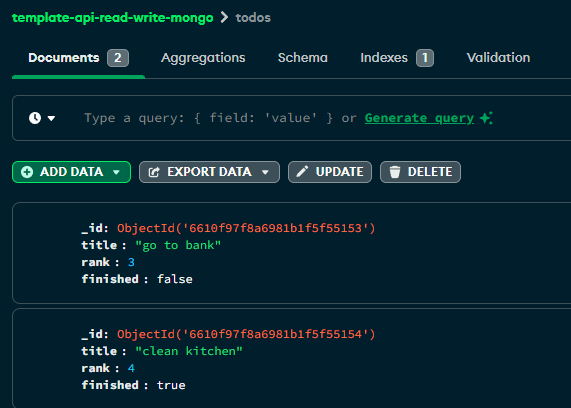 template-api-read-write-mongo > todos
Documents 2 Aggregations Schema Indexes 1 Validation
Type a query: { field: 'value' } or Generate query
ADD DATA EXPORT DATA UPDATE DELETE
_id: ObjectId('6610f97f8a6981b1f5f55153')
title : "go to bank"
rank : 3
finished : false
_id: ObjectId('6610f97f8a6981b1f5f55154')
title : "clean kitchen"
rank : 4
finished : true